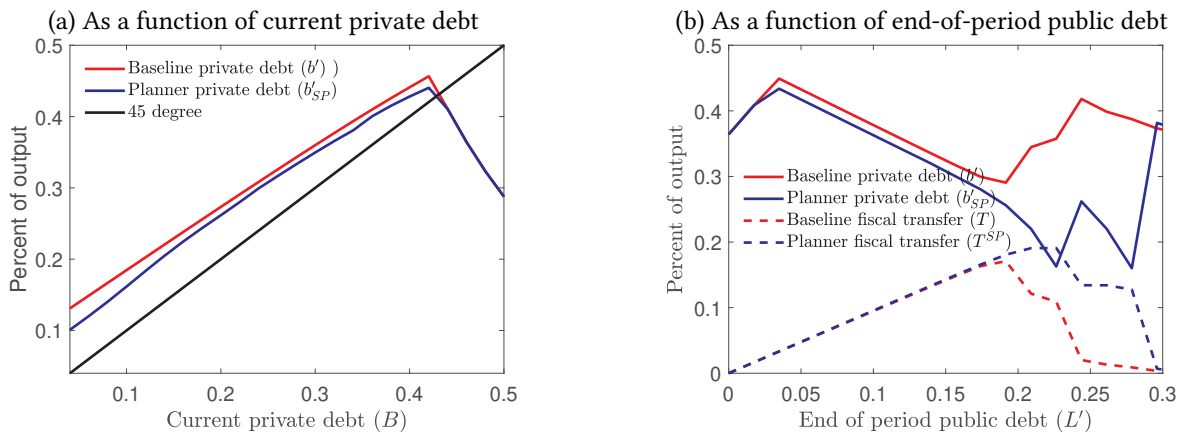 (a) As a function of current private debt
0.5
0.4
0.3
0.2
0.1
Percent of output
Baseline private debt (b′) )
Planner private debt (b′SP)
45 degree
0.1 0.2 0.3 0.4 0.5
Current private debt (B)
(b) As a function of end-of-period public debt
0.5
0.4
0.3
0.2
0.1
0
Percent of output
Baseline private debt (b′)
Planner private debt (b′SP)
Baseline fiscal transfer (T)
Planner fiscal transfer (T^SP)
0 0.05 0.1 0.15 0.2 0.25 0.3
End of period public debt (L′)